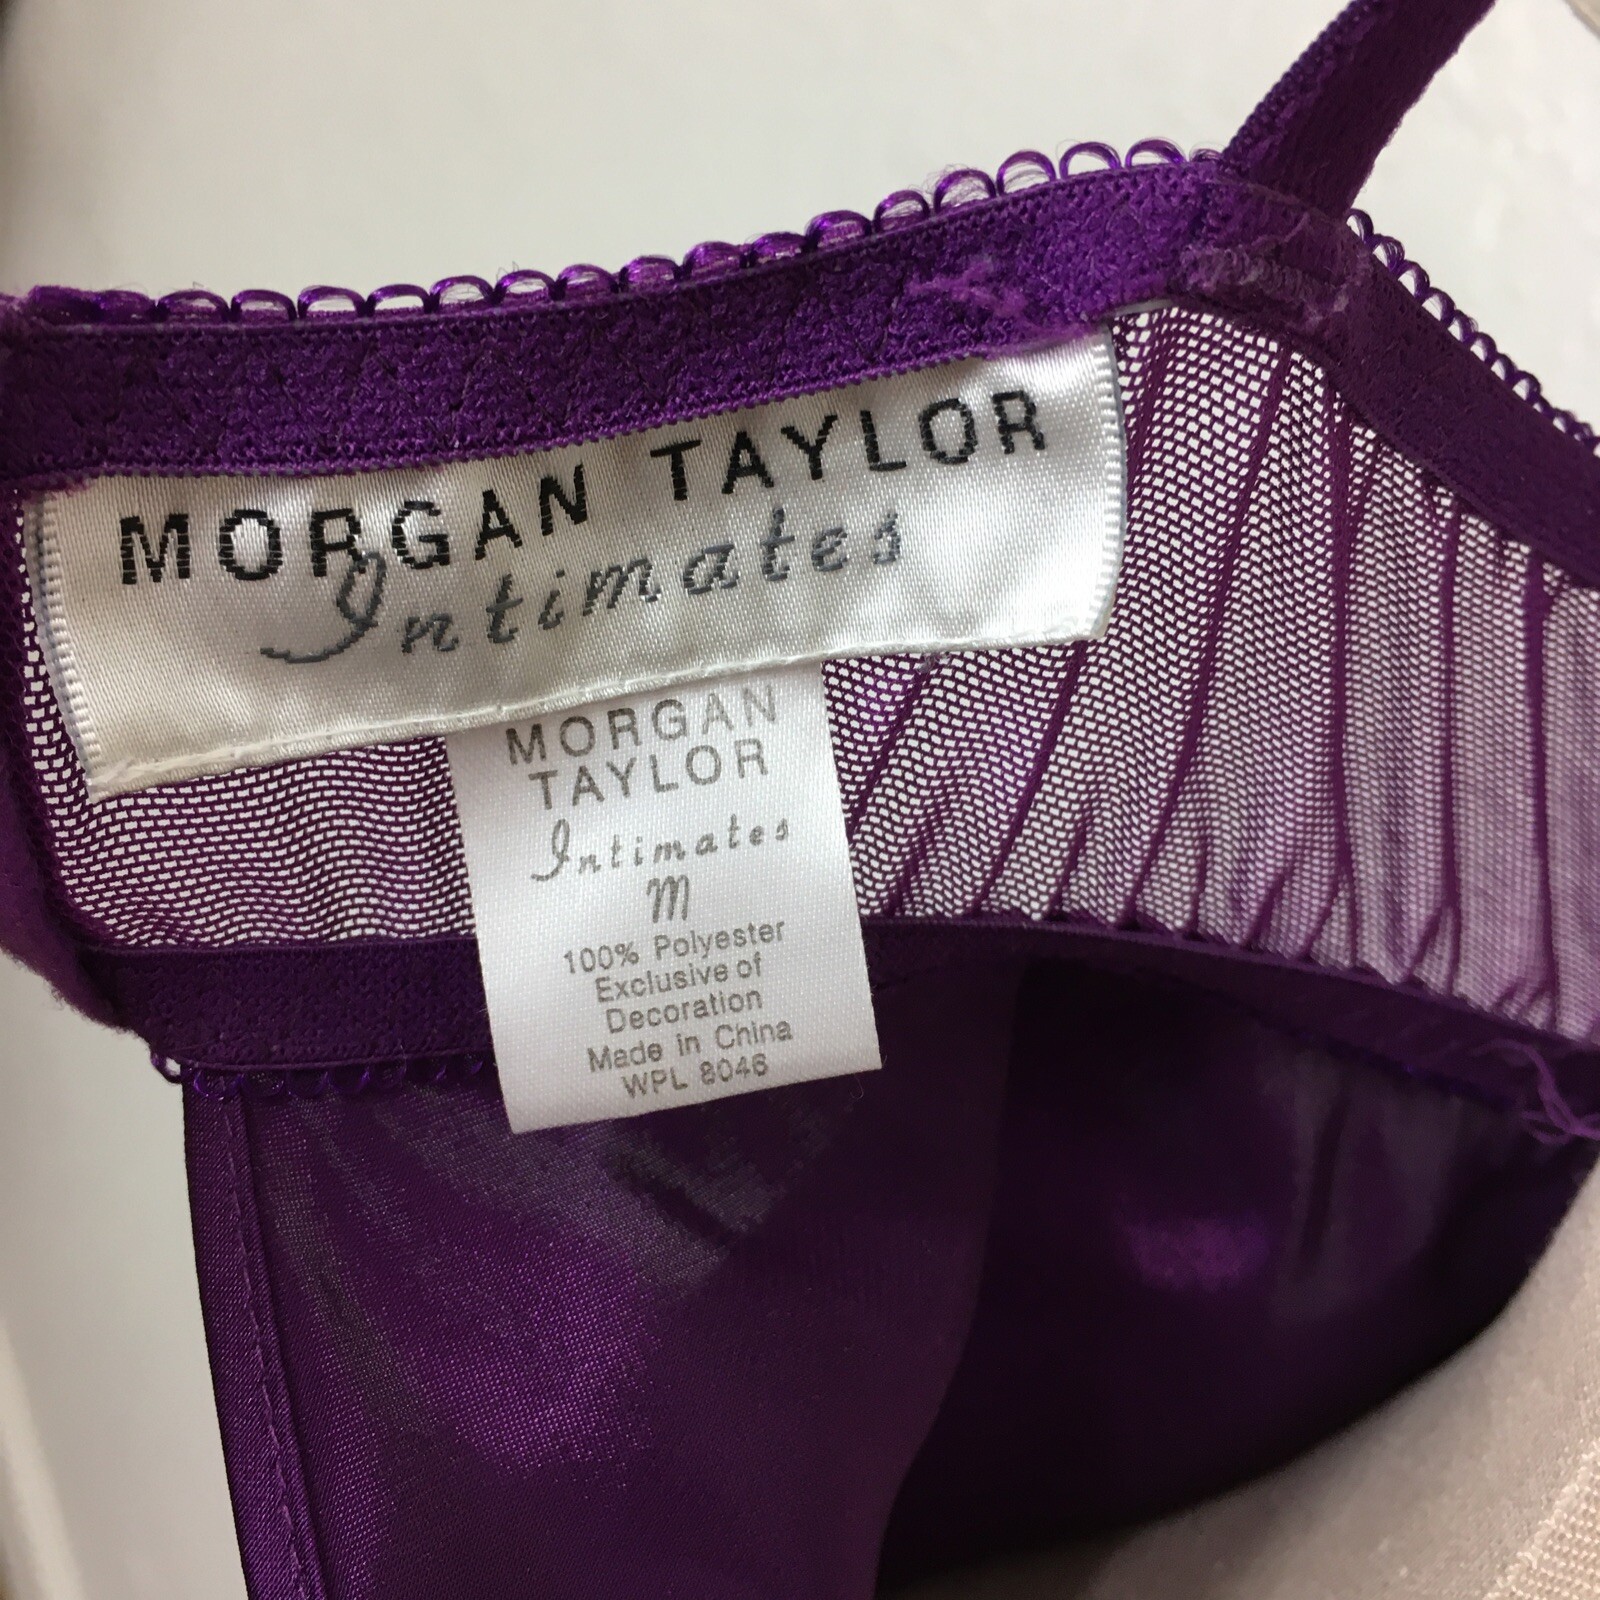 MORGAN TAYLOR
Intimates
MORGAN
TAYLOR
Intimates
M
100% Polyester
Exclusive of
Decoration
Made in China
WPL 8046